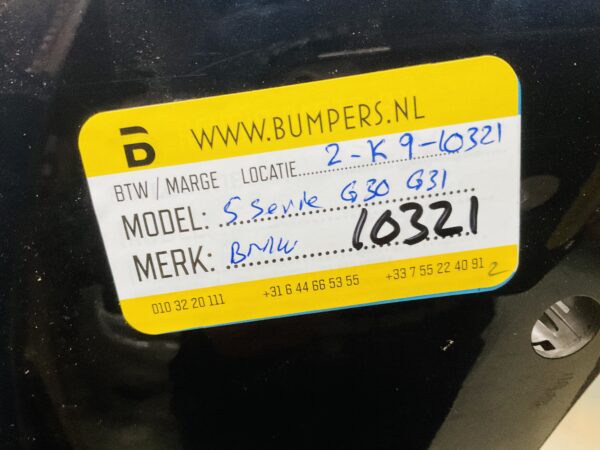 WWW.BUMPERS.NL
BTW / MARGE LOCATIE 2-K9-10321
MODEL: 5 Serie G30 G31
MERK: BMW 10321
010 32 20 111 +31 6 44 66 53 55 +33 7 55 22 40 91 2